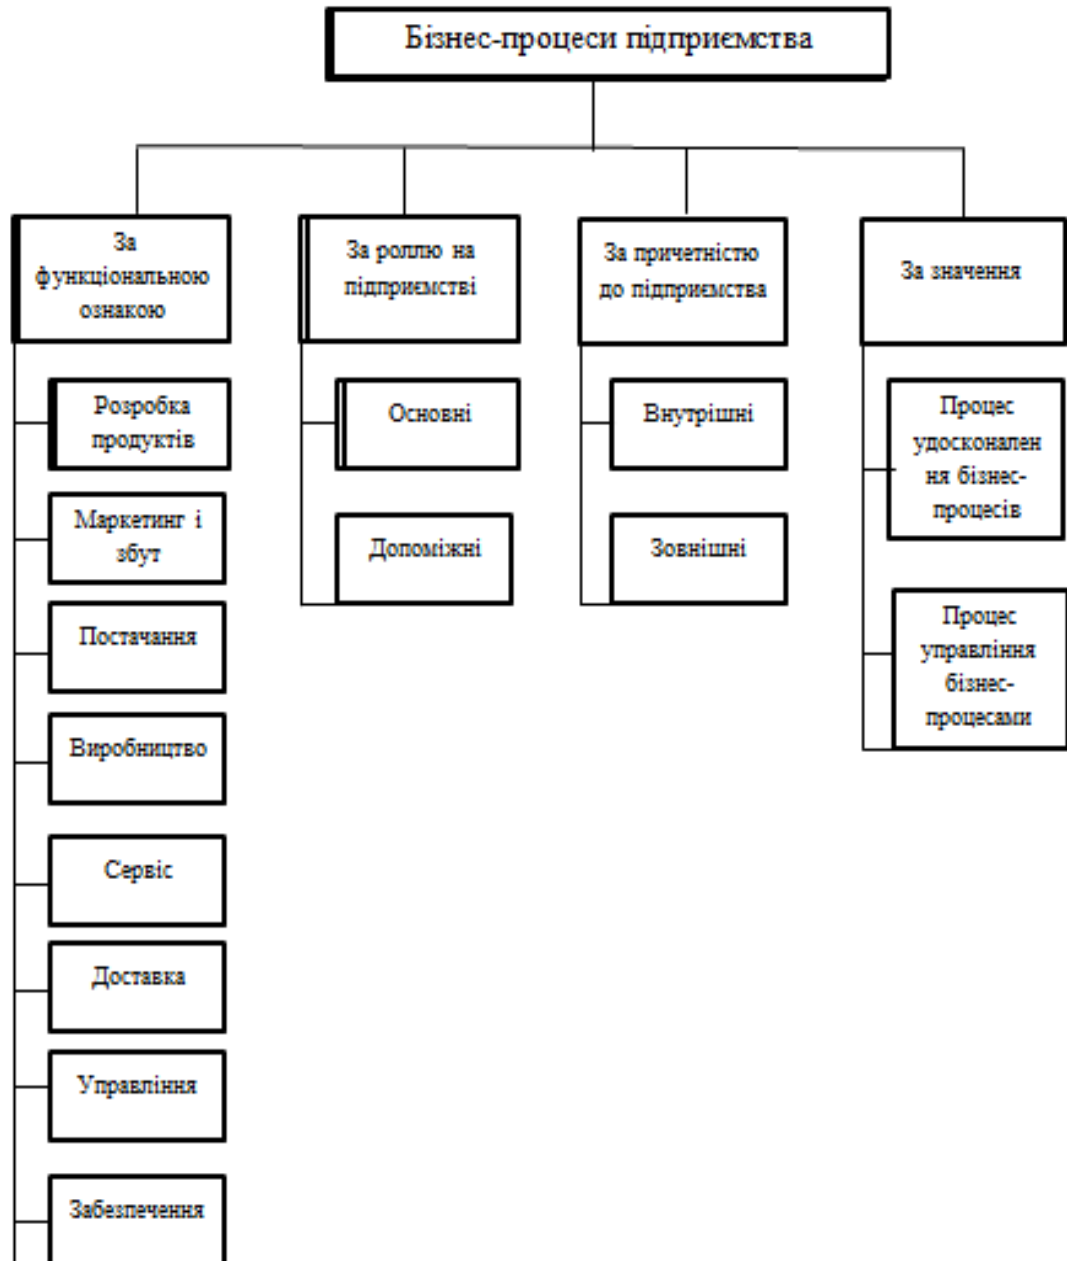 Бізнес-процеси підприємства
За
функціональною
ознакою
Розробка
продуктів
Маркетинг і
збут
Постачання
Виробництво
Сервіс
Доставка
Управління
Забезпечення
За роллю на
підприємстві
Основні
Допоміжні
За причетністю
до підприємства
Внутрішні
Зовнішні
За значення
Процес
удосконален
ня бізнес-
процесів
Процес
управління
бізнес-
процесами